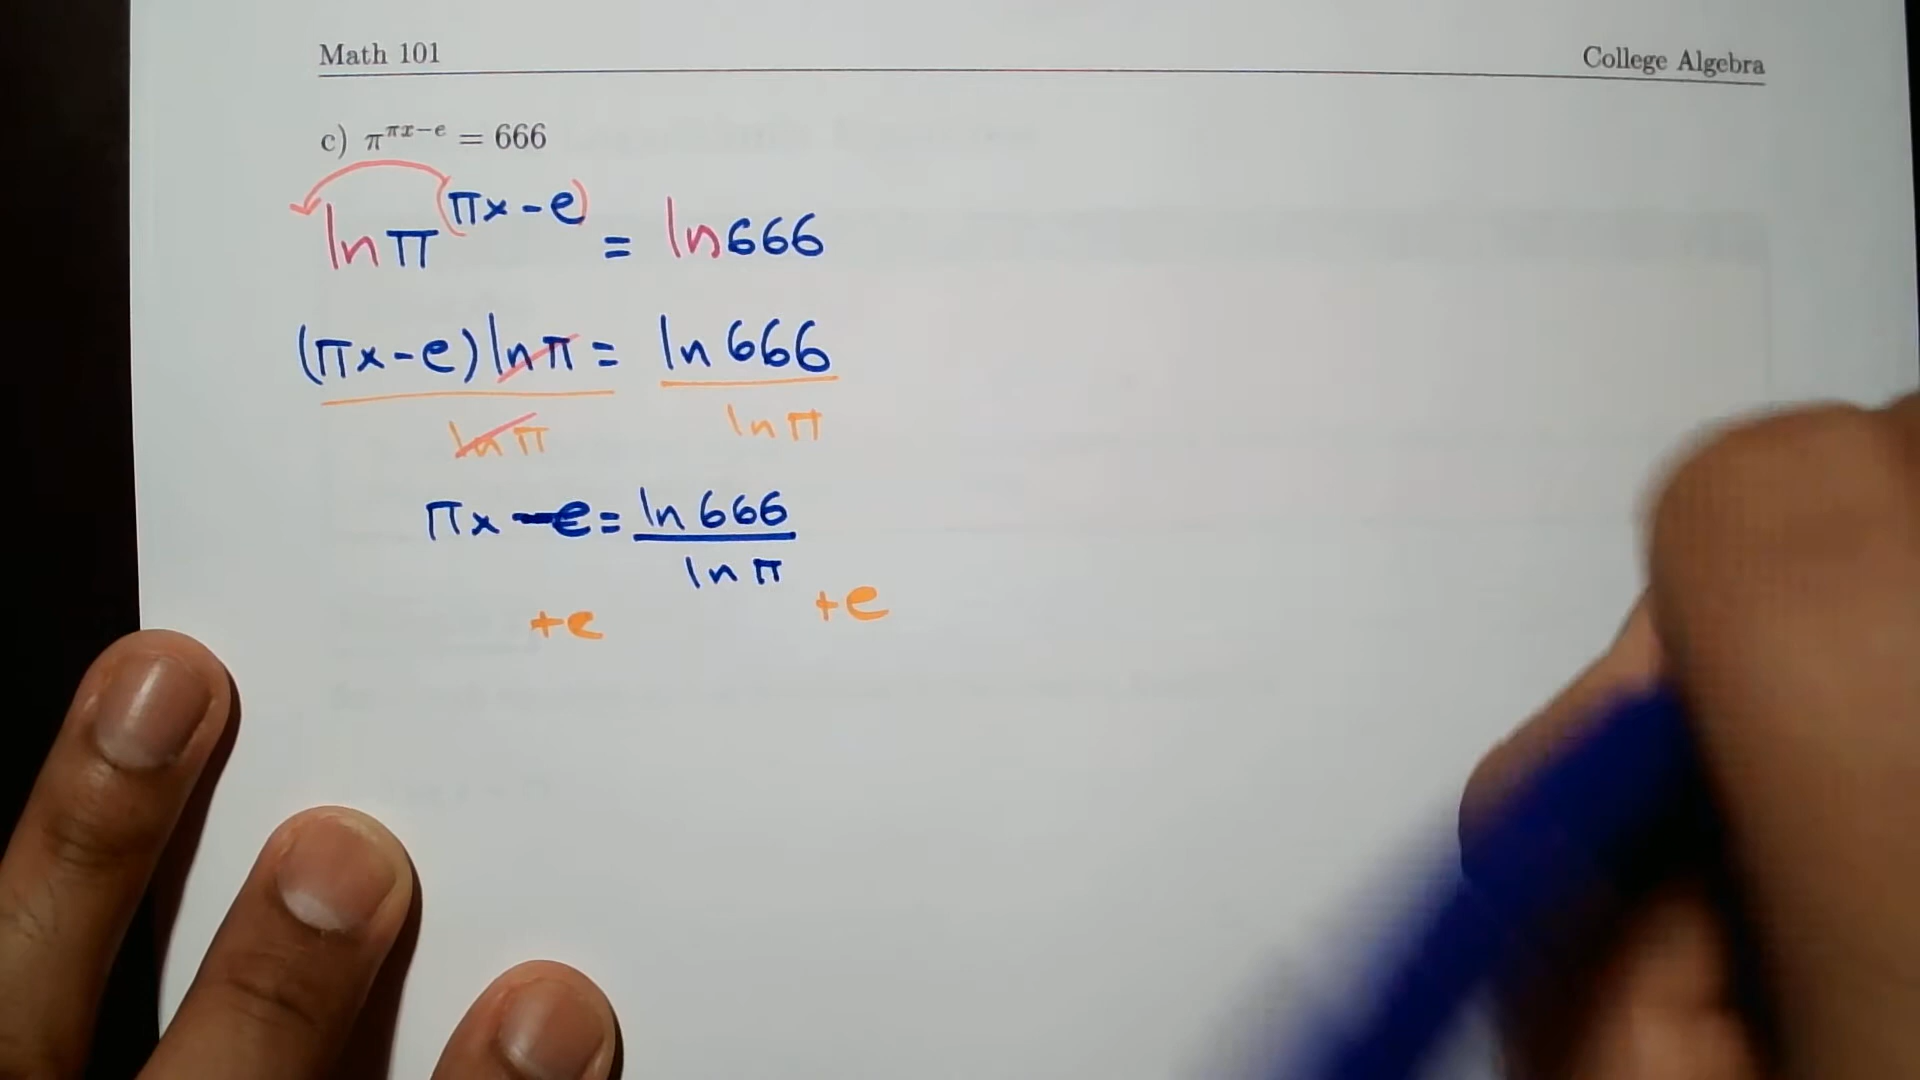 Math 101 College Algebra
c) π^{πx−e} = 666
ln π^{(πx−e)} = ln 666
(πx−e) ln π = ln 666
ln π ln π
πx − e = ln 666
ln π
+e +e